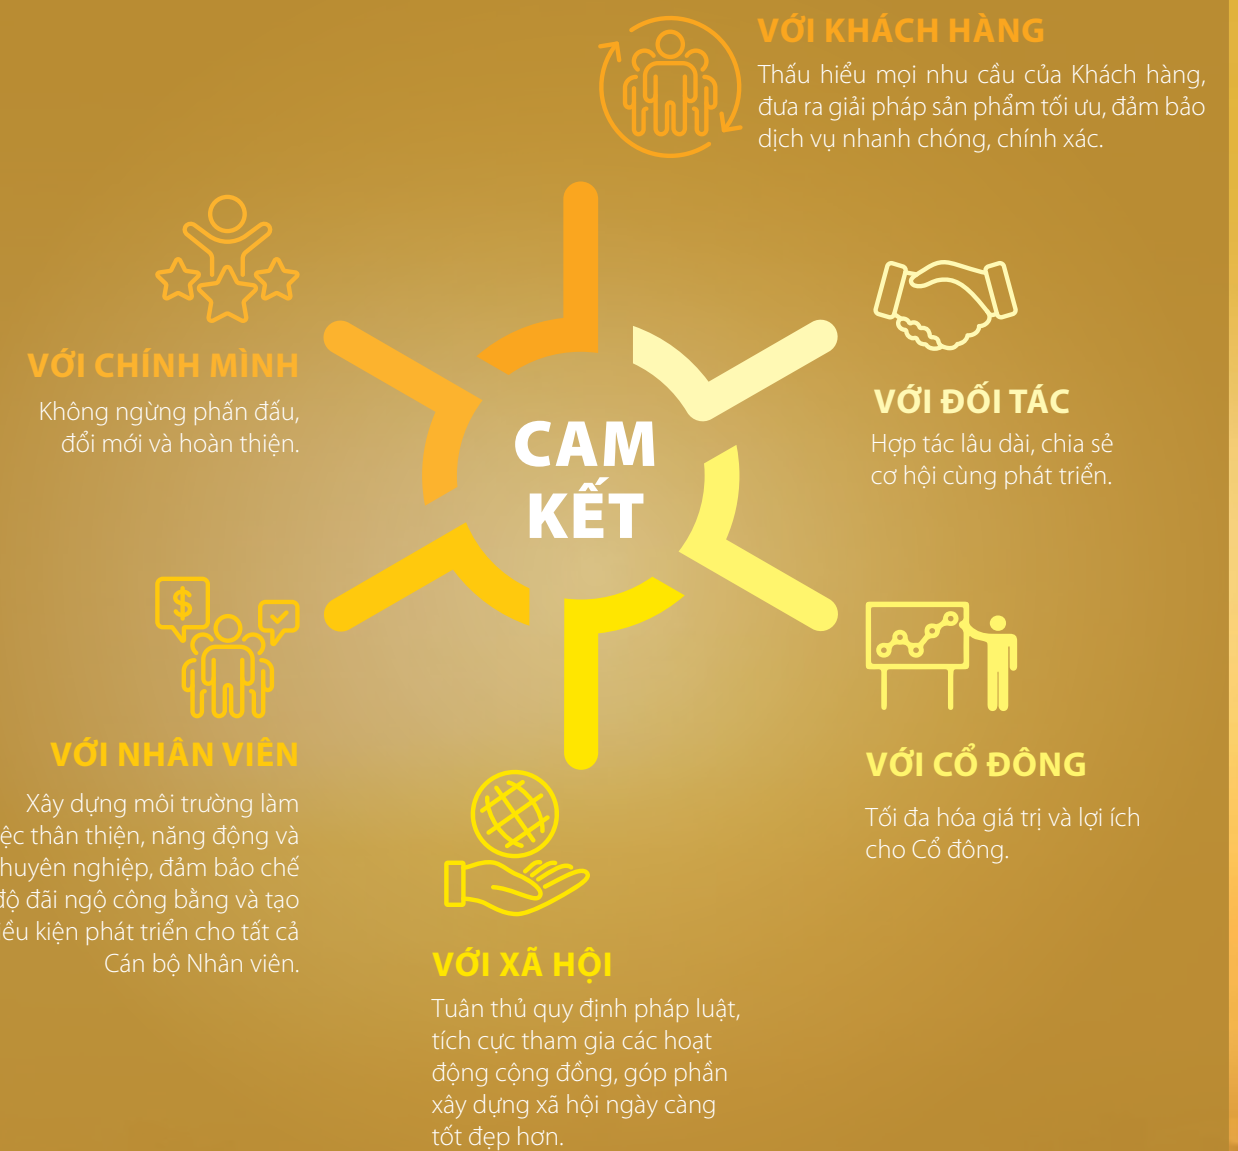 VỚI KHÁCH HÀNG
Thấu hiểu mọi nhu cầu của Khách hàng,
đưa ra giải pháp sản phẩm tối ưu, đảm bảo
dịch vụ nhanh chóng, chính xác.
VỚI CHÍNH MÌNH
Không ngừng phấn đấu,
đổi mới và hoàn thiện.
CAM
KẾT
VỚI ĐỐI TÁC
Hợp tác lâu dài, chia sẻ
cơ hội cùng phát triển.
$
VỚI NHÂN VIÊN
Xây dựng môi trường làm
thân thiện, năng động và
nghiệp, đảm bảo chế
đãi ngộ công bằng và tạo
kiện phát triển cho tất cả
Cán bộ Nhân viên.
VỚI CỔ ĐÔNG
Tối đa hóa giá trị và lợi ích
cho Cổ đông.
VỚI XÃ HỘI
Tuân thủ quy định pháp luật,
tích cực tham gia các hoạt
động cộng đồng, góp phần
xây dựng xã hội ngày càng
tốt đẹp hơn.